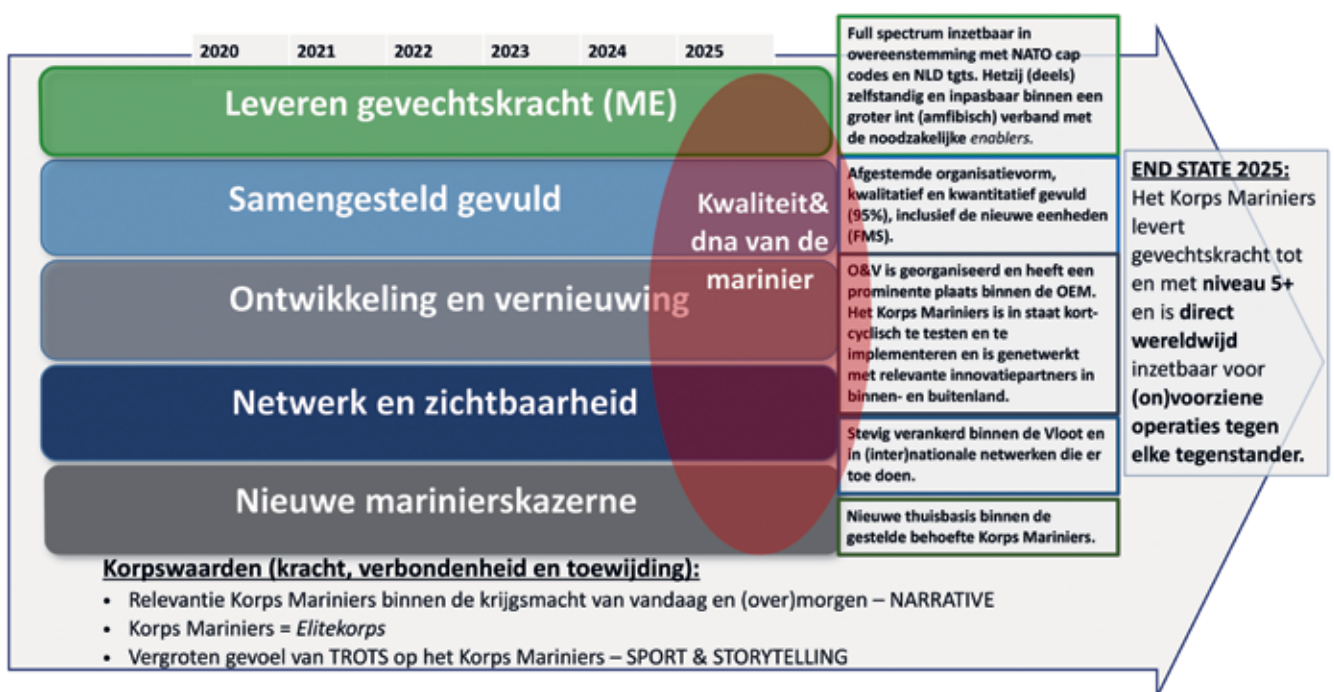 2020 2021 2022 2023 2024 2025
Leveren gevechtskracht (ME)
Samengesteld gevuld
Ontwikkeling en vernieuwing
Netwerk en zichtbaarheid
Nieuwe marinierskazerne
Kwaliteit&
dna van de
marinier
Full spectrum inzetbaar in
overeenstemming met NATO cap
codes en NLD tgts. Hetzij (deels)
zelfstandig en inpasbaar binnen een
groter int (amfibisch) verband met
de noodzakelijke enablers.
Afgestemde organisatievorm,
kwalitatief en kwantitatief gevuld
(95%), inclusief de nieuwe eenheden
(FMS).
O&V is georganiseerd en heeft een
prominente plaats binnen de OEM.
Het Korps Mariniers is in staat kort-
cyclisch te testen en te
implementeren en is genetwerkt
met relevante innovatiepartners in
binnen- en buitenland.
Stevig verankerd binnen de Vloot en
in (inter)nationale netwerken die er
toe doen.
Nieuwe thuisbasis binnen de
gestelde behoefte Korps Mariniers.
END STATE 2025:
Het Korps Mariniers
levert
gevechtskracht tot
en met niveau 5+
en is direct
wereldwijd
inzetbaar voor
(on)voorziene
operaties tegen
elke tegenstander.
Korpswaarden (kracht, verbondenheid en toewijding):
• Relevantie Korps Mariniers binnen de krijgsmacht van vandaag en (over)morgen – NARRATIVE
• Korps Mariniers = Elitekorps
• Vergroten gevoel van TROTS op het Korps Mariniers – SPORT & STORYTELLING